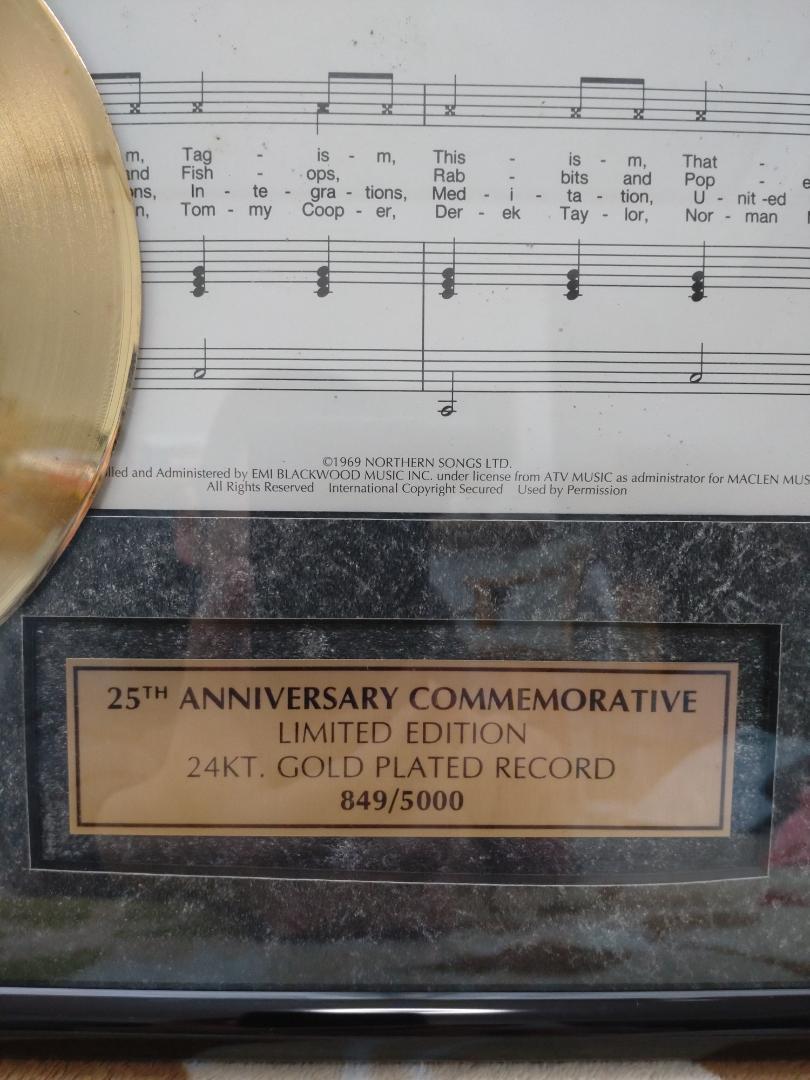 m, Tag - is - m, This - is - m, That -
and Fish - ops, Rab - bits and Pop - e
ons, In - te - gra - tions, Med - i - ta - tion, U - nit -ed
n, Tom - my Coop - er, Der - ek Tay - lor, Nor - man
©1969 NORTHERN SONGS LTD.
lled and Administered by EMI BLACKWOOD MUSIC INC. under license from ATV MUSIC as administrator for MACLEN MUS
All Rights Reserved International Copyright Secured Used by Permission
25TH ANNIVERSARY COMMEMORATIVE
LIMITED EDITION
24KT. GOLD PLATED RECORD
849/5000